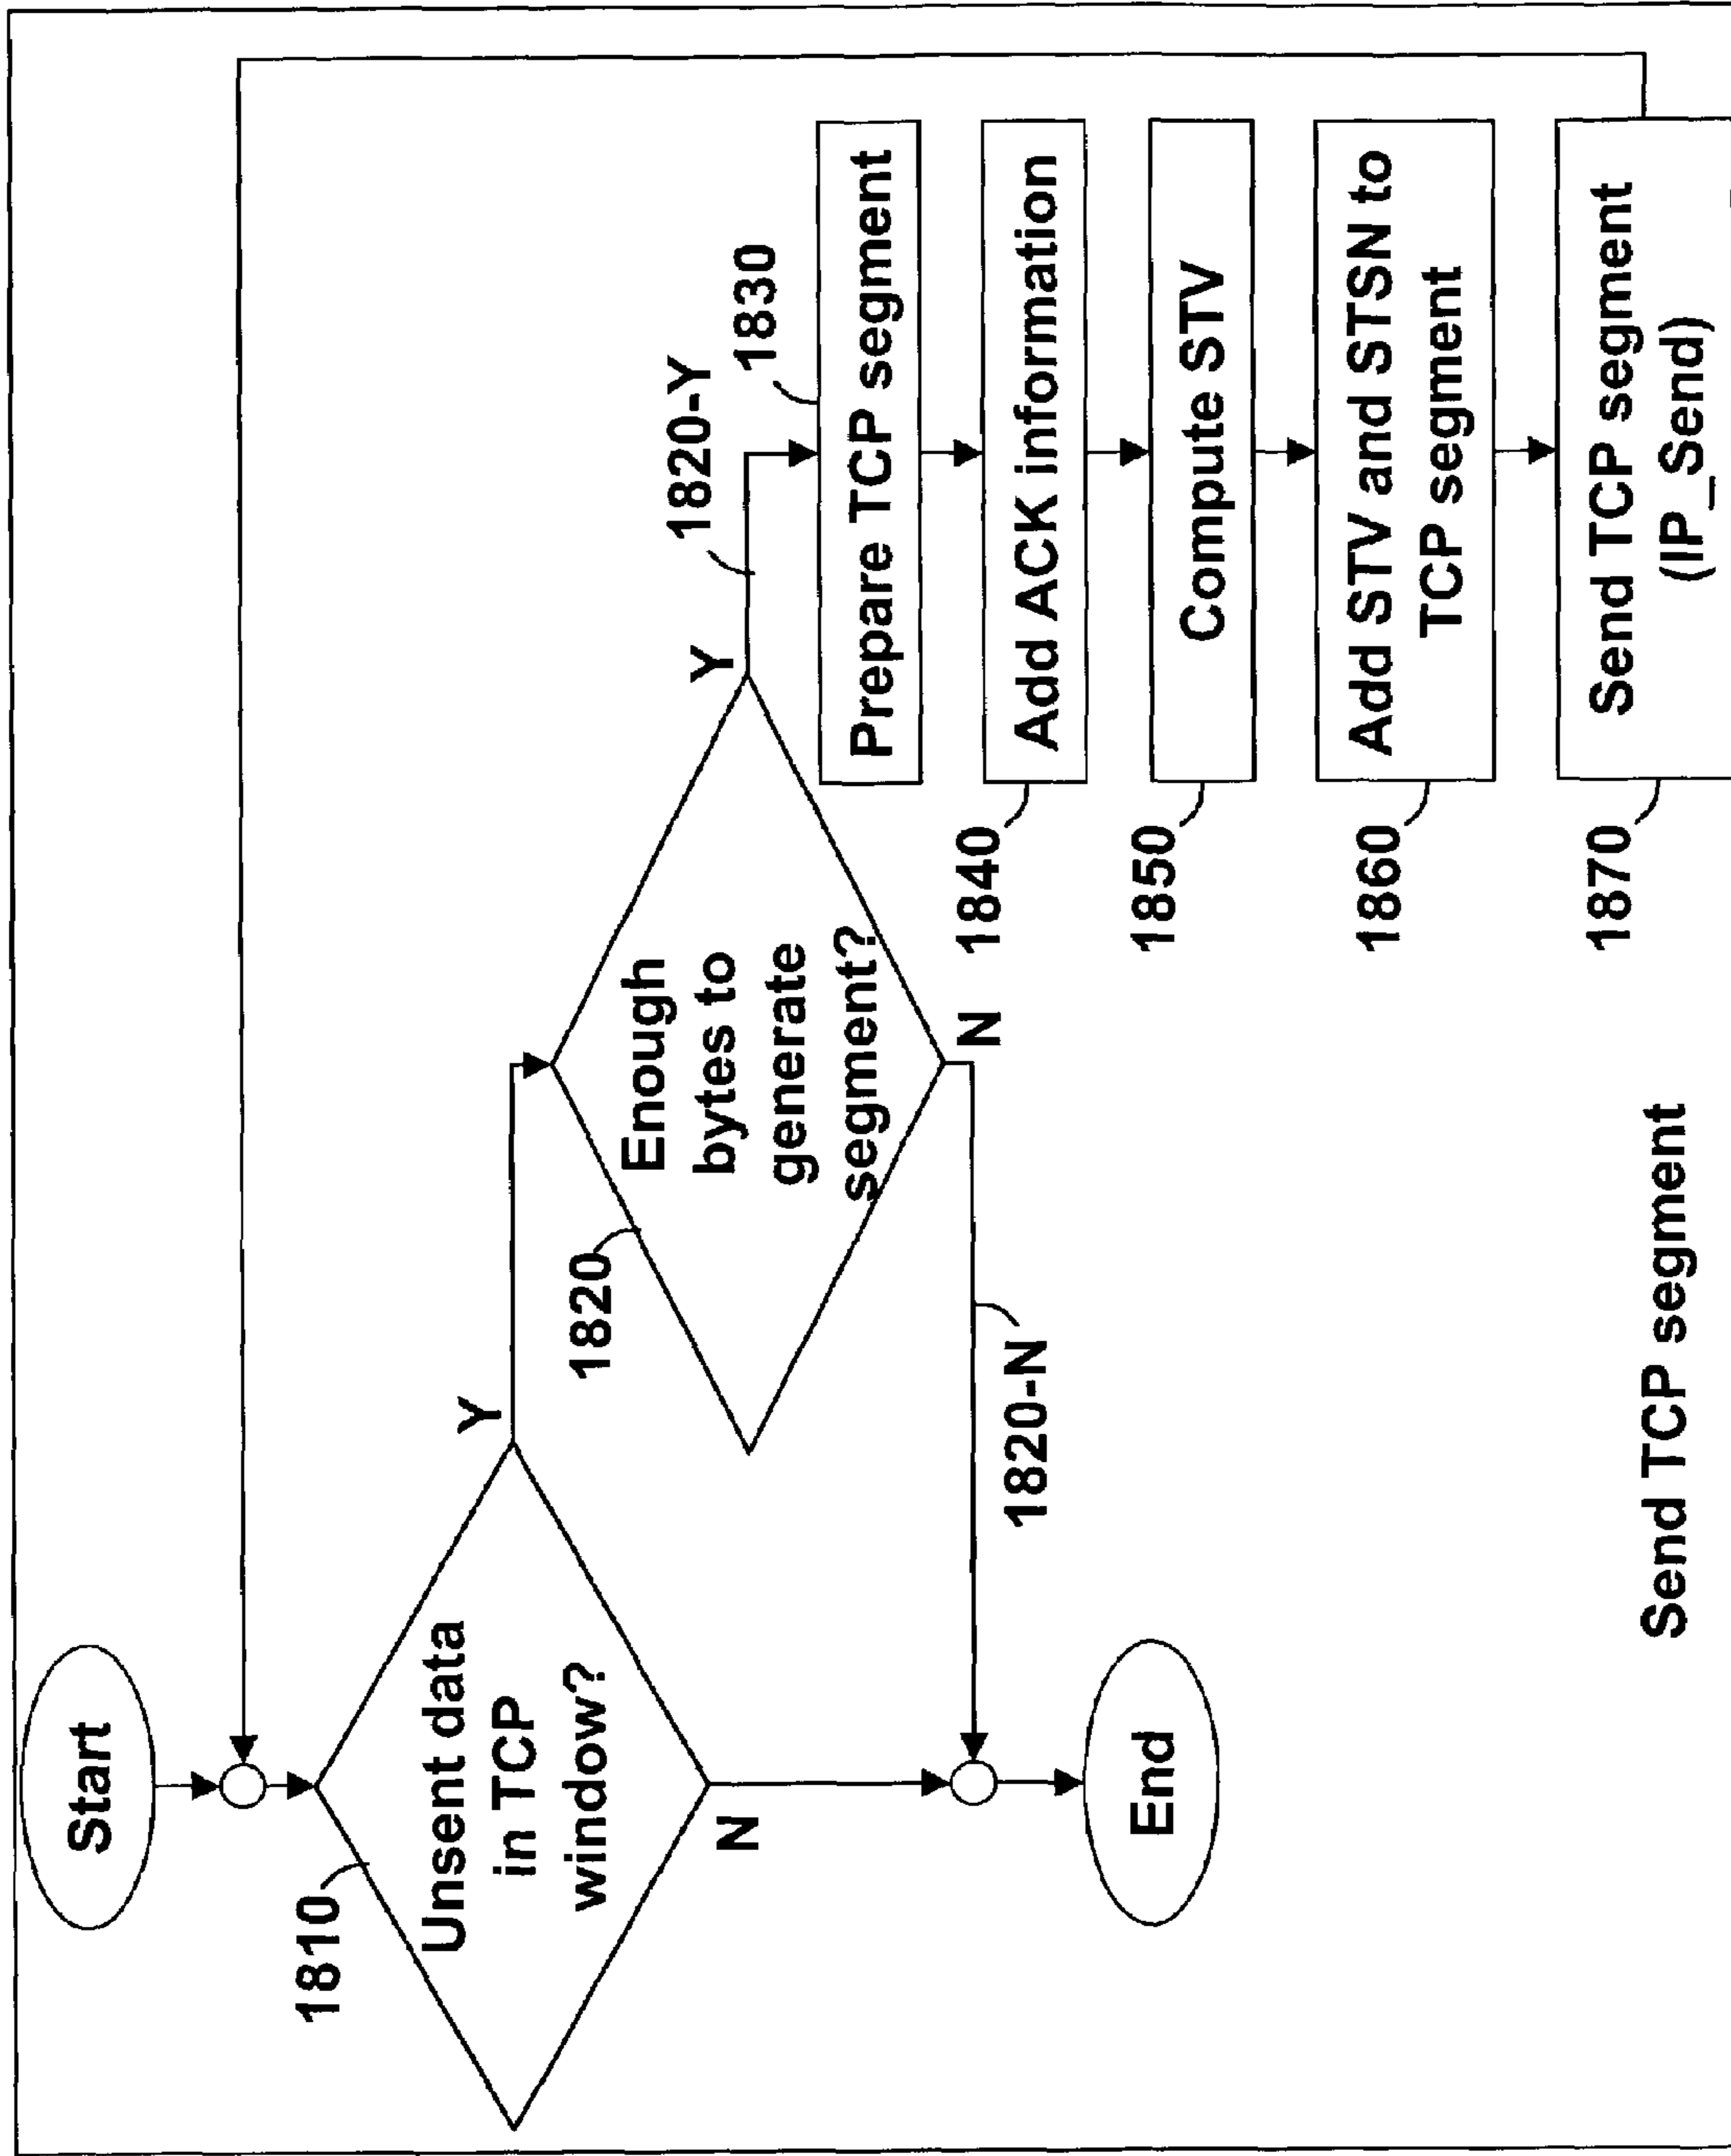 Start
1810
Unsent data
in TCP
window?
Y
N
1820
Enough
bytes to
generate
segment?
Y
1820-Y
N
1820-N
1830
Prepare TCP segment
1840
Add ACK information
1850
Compute STV
1860
Add STV and STSN to
TCP segment
1870
Send TCP segment
(IP_Send)
End
Send TCP segment